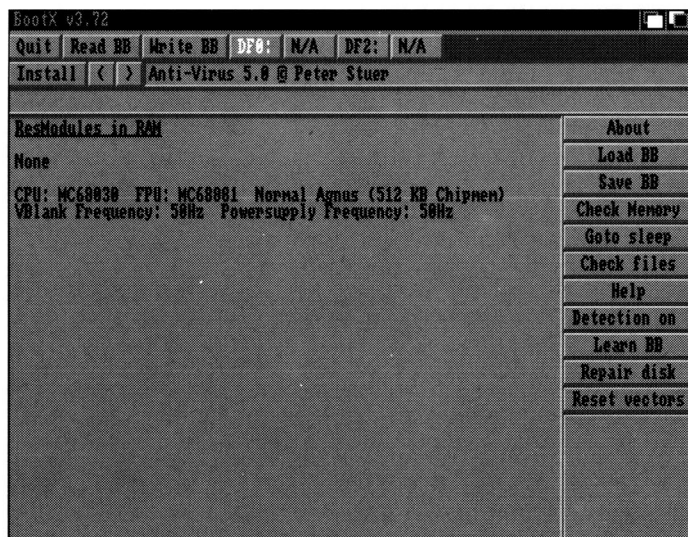 BootX v3.72
Quit Read BB Write BB DF0: N/A DF2: N/A
Install < > Anti-Virus 5.0 @ Peter Stuer
ResModules in RAM
None
CPU: MC68030 FPU: MC68881 Normal Agnus (512 KB Chipmem)
VBlank Frequency: 50Hz Powersupply Frequency: 50Hz
About
Load BB
Save BB
Check Memory
Goto sleep
Check files
Help
Detection on
Learn BB
Repair disk
Reset vectors